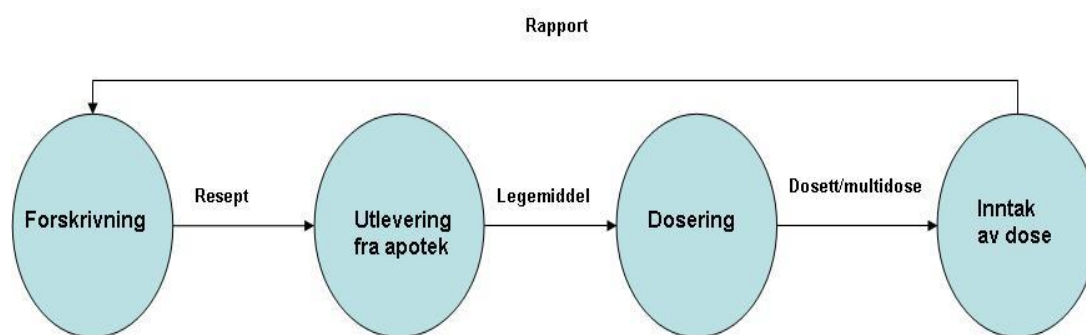 Rapport
Forskrivning
Resept
Utlevering
fra apotek
Legemiddel
Dosering
Dosett/multidose
Inntak
av dose